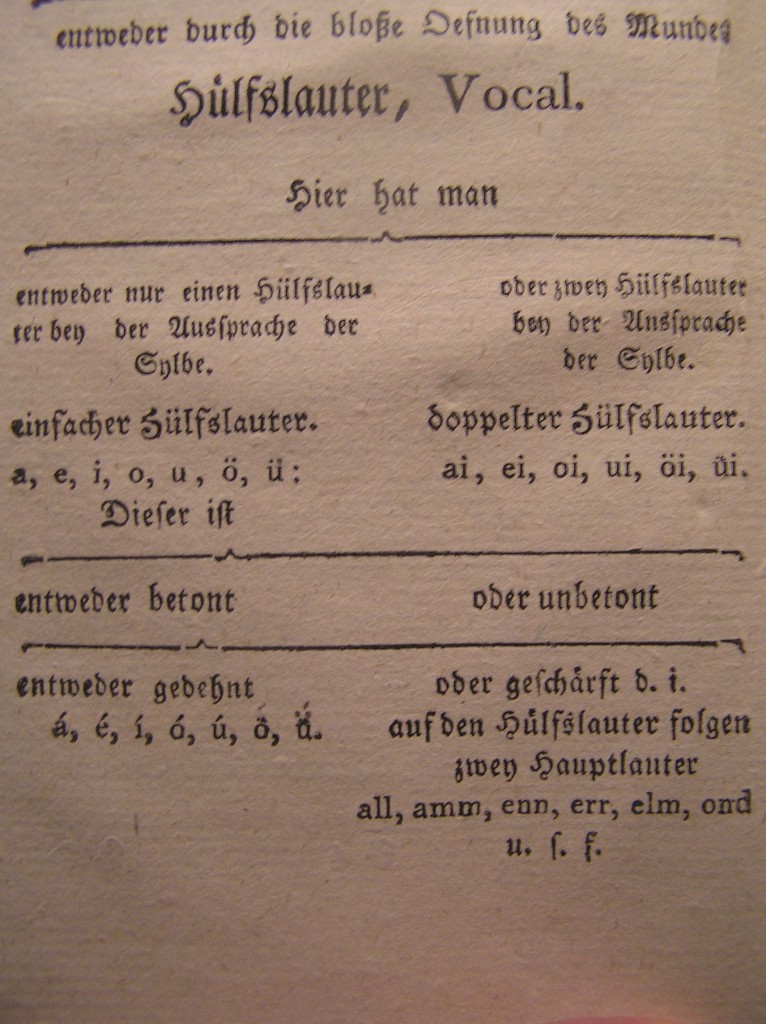 entweder durch die bloße Oefnung des Mundes
Hülfslauter, Vocal.
Hier hat man
entweder nur einen Hülfslau⸗
ter bey der Ausſprache der
Sylbe.
einfacher Hülfslauter.
a, e, i, o, u, ö, ü:
Dieſer iſt
oder zwey Hülfslauter
bey der Ausſprache
der Sylbe.
doppelter Hülfslauter.
ai, ei, oi, ui, öi, üi.
entweder betont
oder unbetont
entweder gedehnt
á, é, í, ó, ú,
oder geſchärft d. i.
auf den Hülfslauter folgen
zwey Hauptlauter
all, amm, enn, err, elm, ond
u. ſ. f.